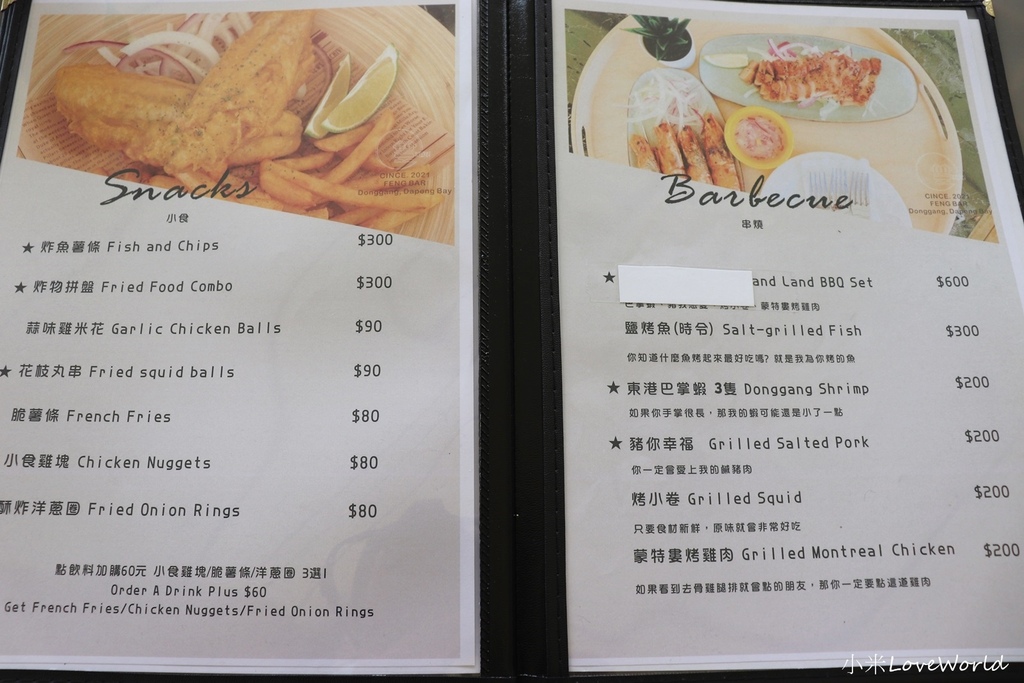 CINCE. 2021
FENG BAR
Donggang, Dapeng Bay
Snacks
小食
★ 炸魚薯條 Fish and Chips $300
★ 炸物拼盤 Fried Food Combo $300
蒜味雞米花 Garlic Chicken Balls $90
★ 花枝丸串 Fried squid balls $90
脆薯條 French Fries $80
小食雞塊 Chicken Nuggets $80
酥炸洋蔥圈 Fried Onion Rings $80
點飲料加購60元 小食雞塊/脆薯條/洋蔥圈 3選1
Order A Drink Plus $60
Get French Fries/Chicken Nuggets/Fried Onion Rings
CINCE. 2021
FENG BAR
Donggang, Dapeng Bay
Barbecue
串燒
★ and Land BBQ Set $600
蒙特婁烤雞肉
鹽烤魚(時令) Salt-grilled Fish $300
你知道什麼魚烤起來最好吃嗎? 就是我為你烤的魚
★ 東港巴掌蝦 3隻 Donggang Shrimp $200
如果你手掌很長，那我的蝦可能還是小了一點
★ 豬你幸福 Grilled Salted Pork $200
你一定會愛上我的鹹豬肉
烤小卷 Grilled Squid $200
只要食材新鮮，原味就會非常好吃
蒙特婁烤雞肉 Grilled Montreal Chicken $200
如果看到去骨雞腿排就會點的朋友，那你一定要點這道雞肉
小米LoveWorld